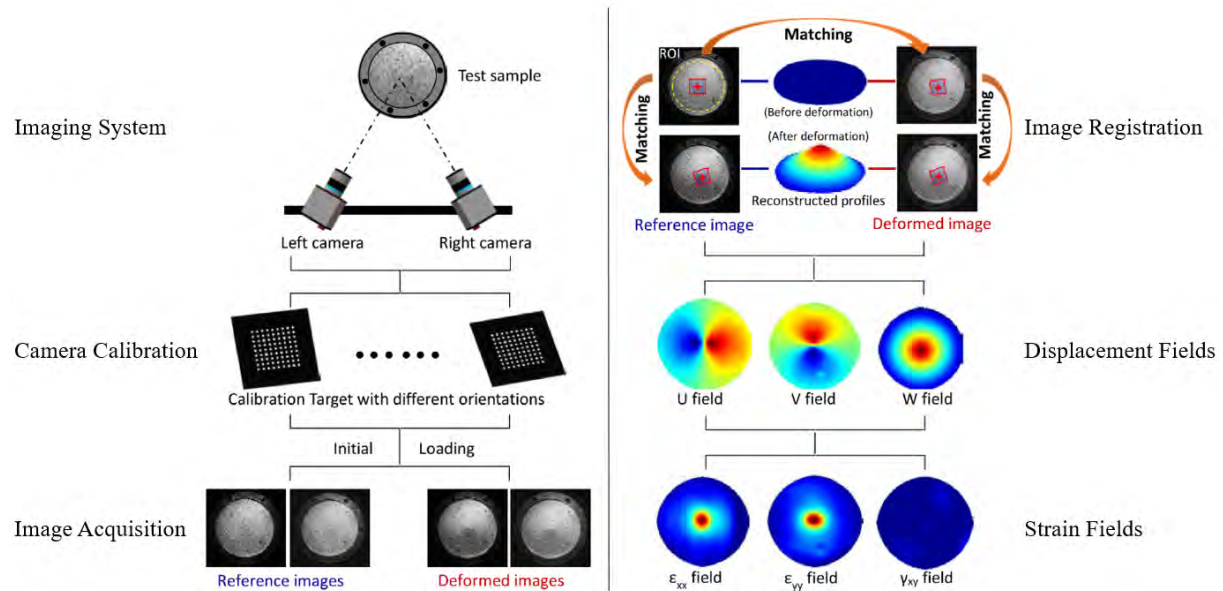 Imaging System
Test sample
Left camera
Right camera
Camera Calibration
Calibration Target with different orientations
Initial
Loading
Image Acquisition
Reference images
Deformed images
Matching
ROI
Matching
(Before deformation)
(After deformation)
Matching
Image Registration
Reconstructed profiles
Reference image
Deformed image
Displacement Fields
U field
V field
W field
Strain Fields
εxx field
εyy field
γxy field